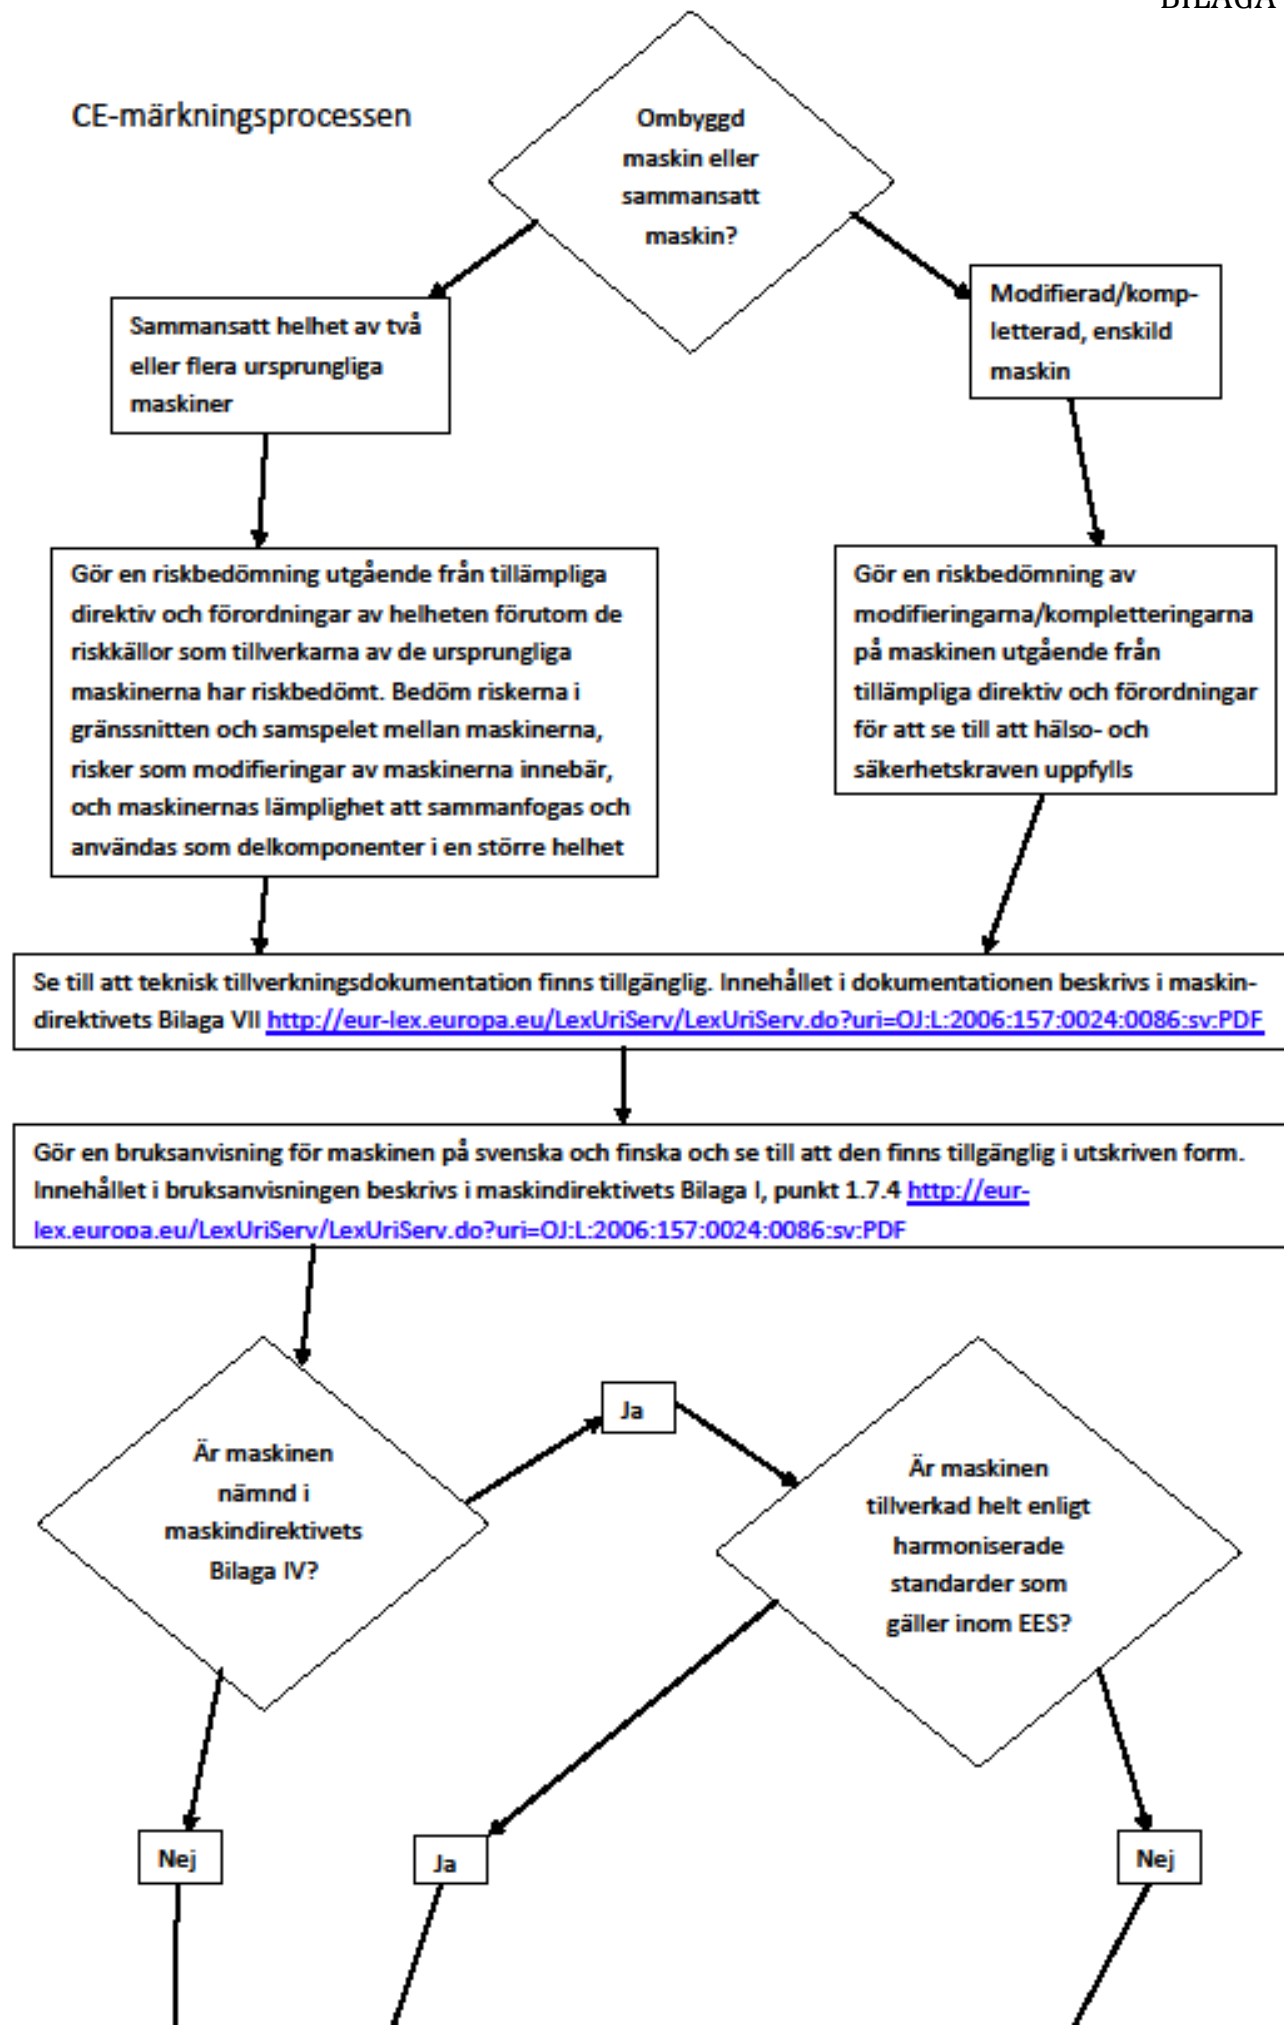 BILAGA
CE-märkningsprocessen
Ombyggd
maskin eller
sammansatt
maskin?
Sammansatt helhet av två
eller flera ursprungliga
maskiner
Modifierad/komp-
letterad, enskild
maskin
Gör en riskbedömning utgående från tillämpliga
direktiv och förordningar av helheten förutom de
riskkällor som tillverkarna av de ursprungliga
maskinerna har riskbedömt. Bedöm riskerna i
gränssnitten och samspelet mellan maskinerna,
risker som modifieringar av maskinerna innebär,
och maskinernas lämplighet att sammanfogas och
användas som delkomponenter i en större helhet
Gör en riskbedömning av
modifieringarna/kompletteringarna
på maskinen utgående från
tillämpliga direktiv och förordningar
för att se till att hälso- och
säkerhetskraven uppfylls
Se till att teknisk tillverkningsdokumentation finns tillgänglig. Innehållet i dokumentationen beskrivs i maskin-
direktivets Bilaga VII http://eur-lex.europa.eu/LexUriServ/LexUriServ.do?uri=OJ:L:2006:157:0024:0086:sv:PDF
Gör en bruksanvisning för maskinen på svenska och finska och se till att den finns tillgänglig i utskriven form.
Innehållet i bruksanvisningen beskrivs i maskindirektivets Bilaga I, punkt 1.7.4 http://eur-
lex.europa.eu/LexUriServ/LexUriServ.do?uri=OJ:L:2006:157:0024:0086:sv:PDF
Är maskinen
nämnd i
maskindirektivets
Bilaga IV?
Ja
Är maskinen
tillverkad helt enligt
harmoniserade
standarder som
gäller inom EES?
Nej
Ja
Nej